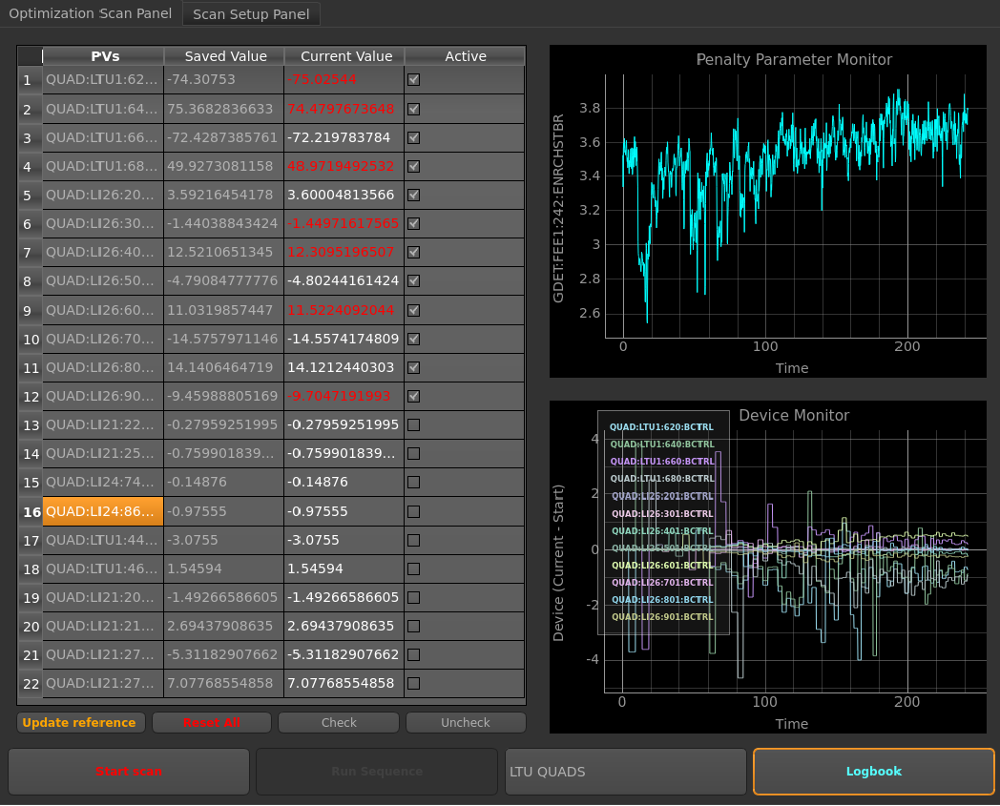 Optimization Scan Panel
Scan Setup Panel
PVs Saved Value Current Value Active
1 QUAD:LTU1:62... -74.30753 -75.02544
2 QUAD:LTU1:64... 75.3682836633 74.4797673648
3 QUAD:LTU1:66... -72.4287385761 -72.219783784
4 QUAD:LTU1:68... 49.9273081158 48.9719492532
5 QUAD:LI26:20... 3.59216454178 3.60004813566
6 QUAD:LI26:30... -1.44038843424 -1.44971617565
7 QUAD:LI26:40... 12.5210651345 12.3095196507
8 QUAD:LI26:50... -4.79084777776 -4.80244161424
9 QUAD:LI26:60... 11.0319857447 11.5224092044
10 QUAD:LI26:70... -14.5757971146 -14.5574174809
11 QUAD:LI26:80... 14.1406464719 14.1212440303
12 QUAD:LI26:90... -9.45988805169 -9.7047191993
13 QUAD:LI21:22... -0.27959251995 -0.27959251995
14 QUAD:LI21:25... -0.759901839... -0.759901839...
15 QUAD:LI24:74... -0.14876 -0.14876
16 QUAD:LI24:86... -0.97555 -0.97555
17 QUAD:LTU1:44... -3.0755 -3.0755
18 QUAD:LTU1:46... 1.54594 1.54594
19 QUAD:LI21:20... -1.49266586605 -1.49266586605
20 QUAD:LI21:21... 2.69437908635 2.69437908635
21 QUAD:LI21:27... -5.31182907662 -5.31182907662
22 QUAD:LI21:27... 7.07768554858 7.07768554858
Update reference
Reset All
Check
Uncheck
Penalty Parameter Monitor
GDET:FEE1:242:ENRCHSTBR
3.8
3.6
3.4
3.2
3
2.8
2.6
0 100 200
Time
Device Monitor
Device (Current - Start)
4
2
0
-2
-4
QUAD:LTU1:620:BCTRL
QUAD:LTU1:640:BCTRL
QUAD:LTU1:660:BCTRL
QUAD:LTU1:680:BCTRL
QUAD:LI26:201:BCTRL
QUAD:LI26:301:BCTRL
QUAD:LI26:401:BCTRL
QUAD:LI26:501:BCTRL
QUAD:LI26:601:BCTRL
QUAD:LI26:701:BCTRL
QUAD:LI26:801:BCTRL
QUAD:LI26:901:BCTRL
0 100 200
Time
Start scan
Run Sequence
LTU QUADS
Logbook